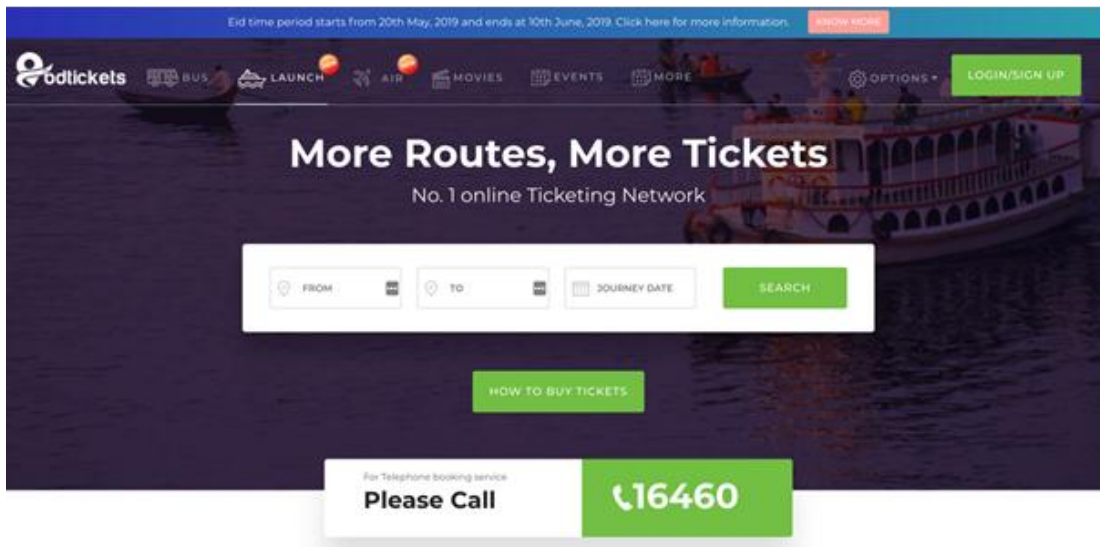 Eid time period starts from 20th May, 2019 and ends at 10th June, 2019. Click here for more information. KNOW MORE
bdtickets BUS LAUNCH AIR MOVIES EVENTS MORE OPTIONS LOGIN/SIGN UP
More Routes, More Tickets
No. 1 online Ticketing Network
FROM TO JOURNEY DATE SEARCH
HOW TO BUY TICKETS
For Telephone booking service
Please Call 16460